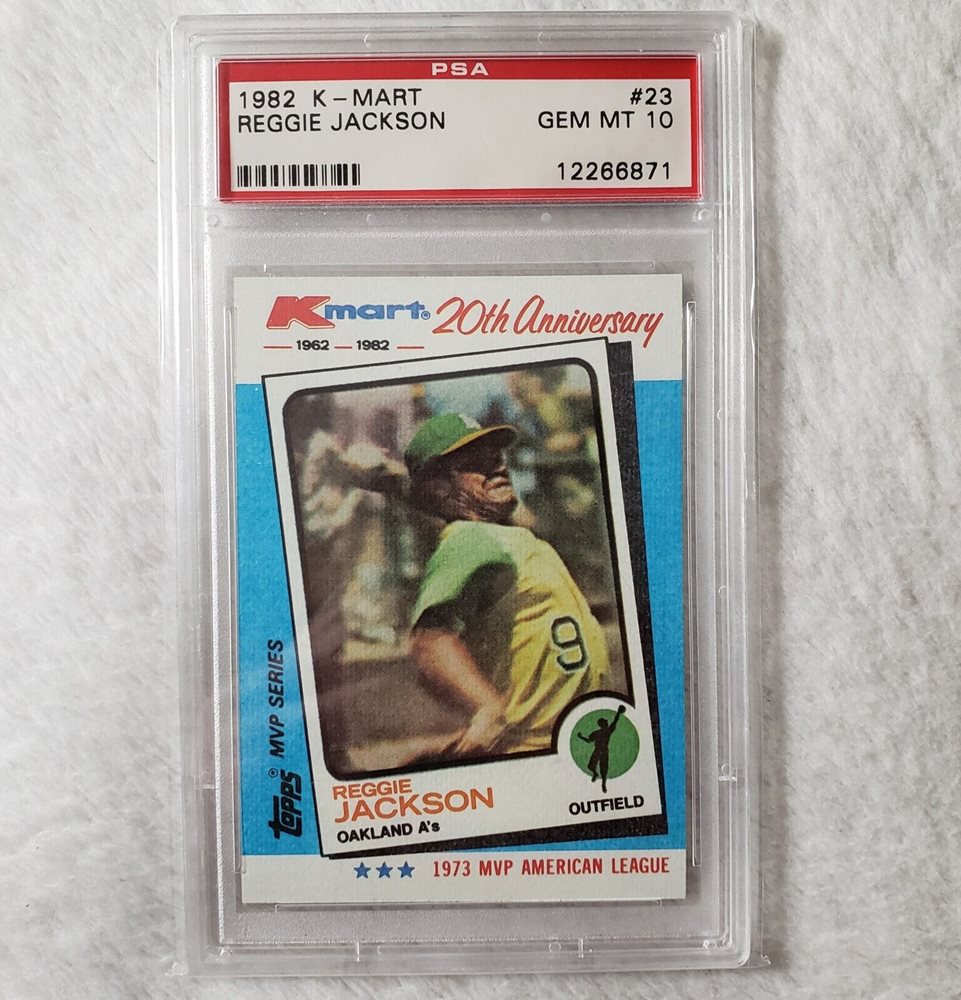 PSA
1982 K-MART #23
REGGIE JACKSON GEM MT 10
12266871
Kmart® 20th Anniversary
1962 1982
9
TOPPS® MVP SERIES
REGGIE
JACKSON
OAKLAND A's
OUTFIELD
1973 MVP AMERICAN LEAGUE